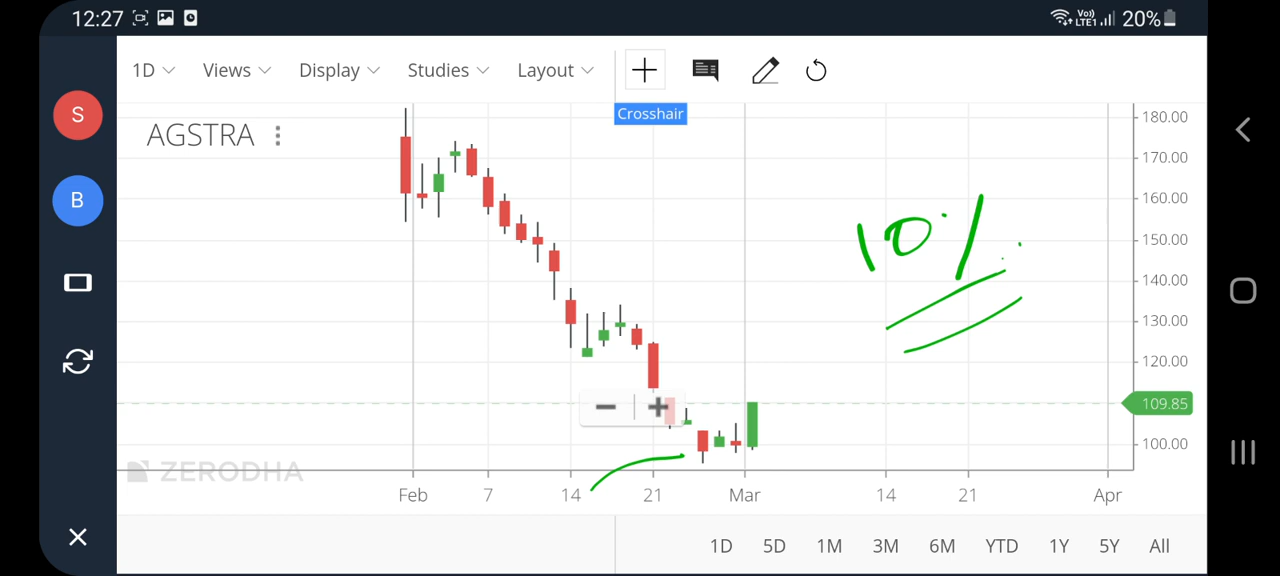 12:27 Vo) LTE1 20%
1D Views Display Studies Layout
Crosshair
S
AGSTRA
B
180.00
170.00
160.00
150.00
140.00
130.00
120.00
109.85
100.00
10%
ZERODHA
Feb 7 14 21 Mar 14 21 Apr
1D 5D 1M 3M 6M YTD 1Y 5Y All